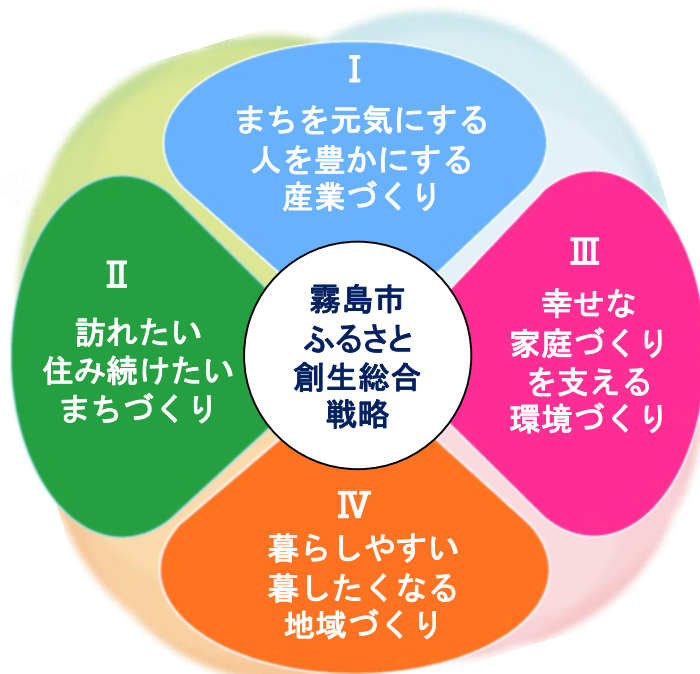 Ⅰ
まちを元気にする
人を豊かにする
産業づくり
Ⅱ
訪れたい
住み続けたい
まちづくり
霧島市
ふるさと
創生総合
戦略
Ⅲ
幸せな
家庭づくり
を支える
環境づくり
Ⅳ
暮らしやすい
暮したくなる
地域づくり